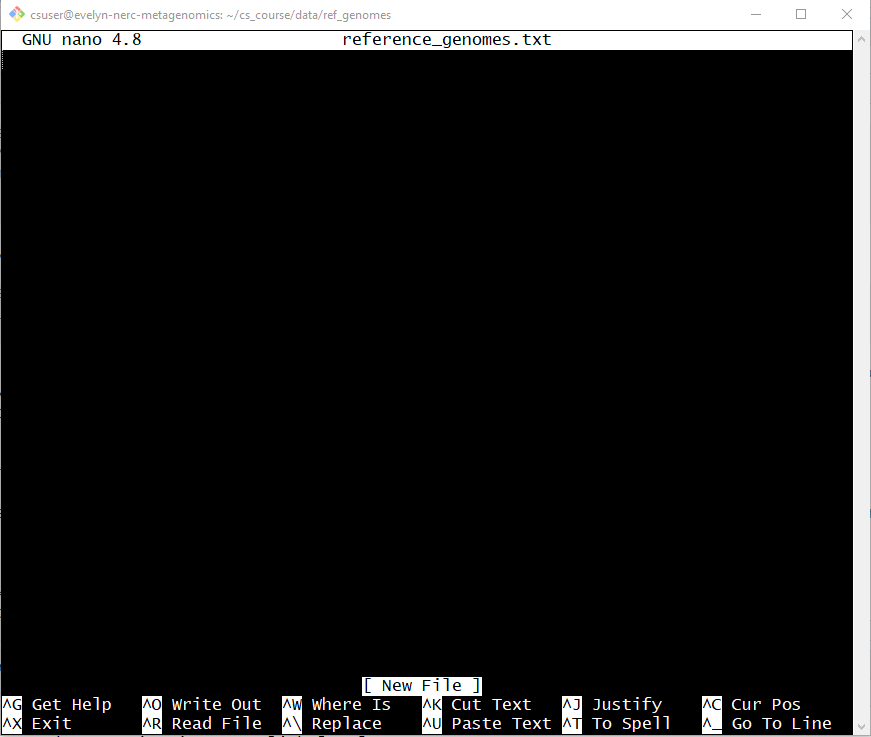 csuser@evelyn-nerc-metagenomics: ~/cs_course/data/ref_genomes
GNU nano 4.8 reference_genomes.txt
[ New File ]
^G Get Help ^O Write Out ^W Where Is ^K Cut Text ^J Justify ^C Cur Pos
^X Exit ^R Read File ^\ Replace ^U Paste Text ^T To Spell ^_ Go To Line